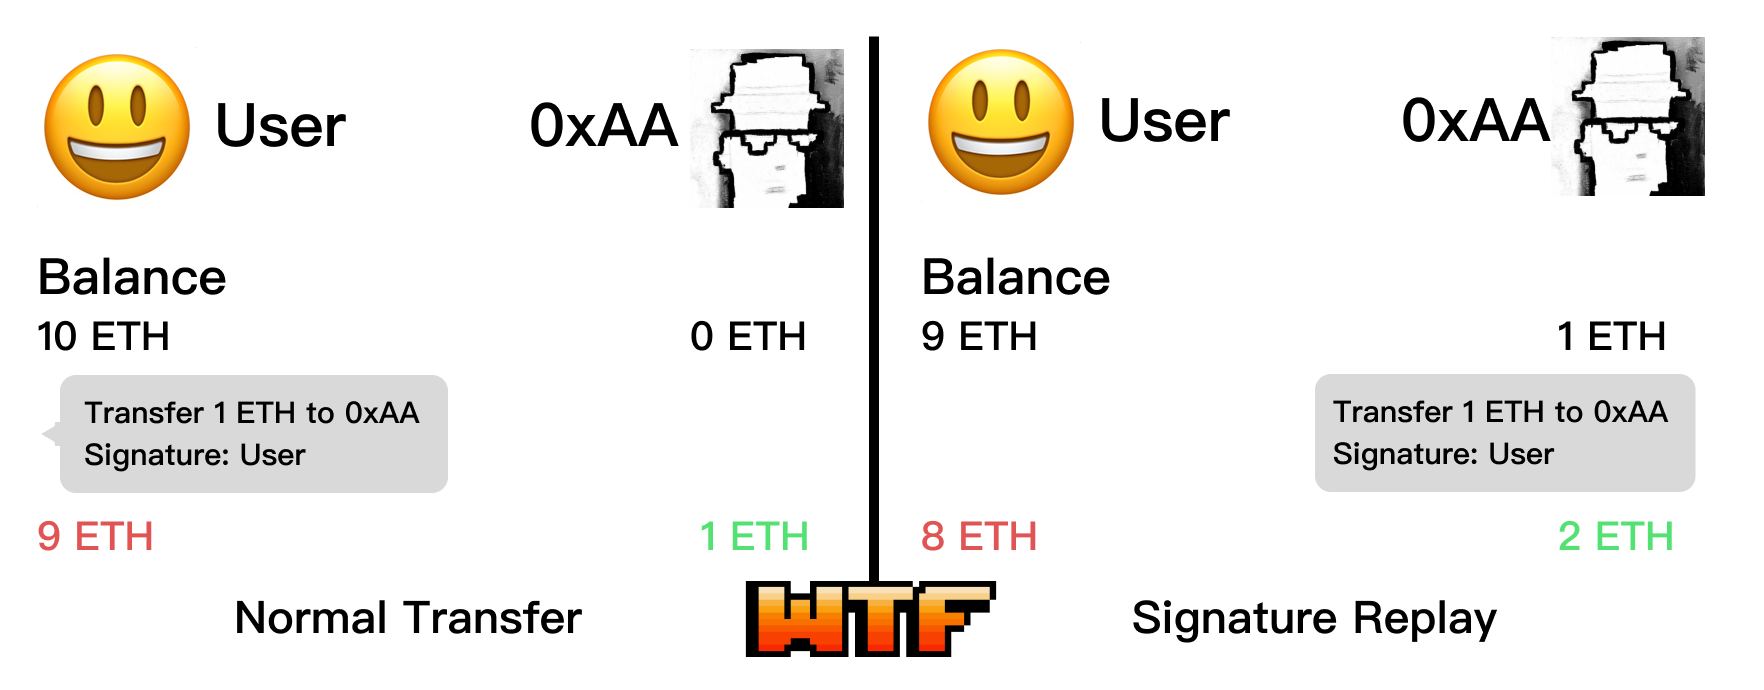 User
0xAA
Balance
10 ETH
0 ETH
Transfer 1 ETH to 0xAA
Signature: User
9 ETH
1 ETH
Normal Transfer
WTF
User
0xAA
Balance
9 ETH
1 ETH
Transfer 1 ETH to 0xAA
Signature: User
8 ETH
2 ETH
Signature Replay